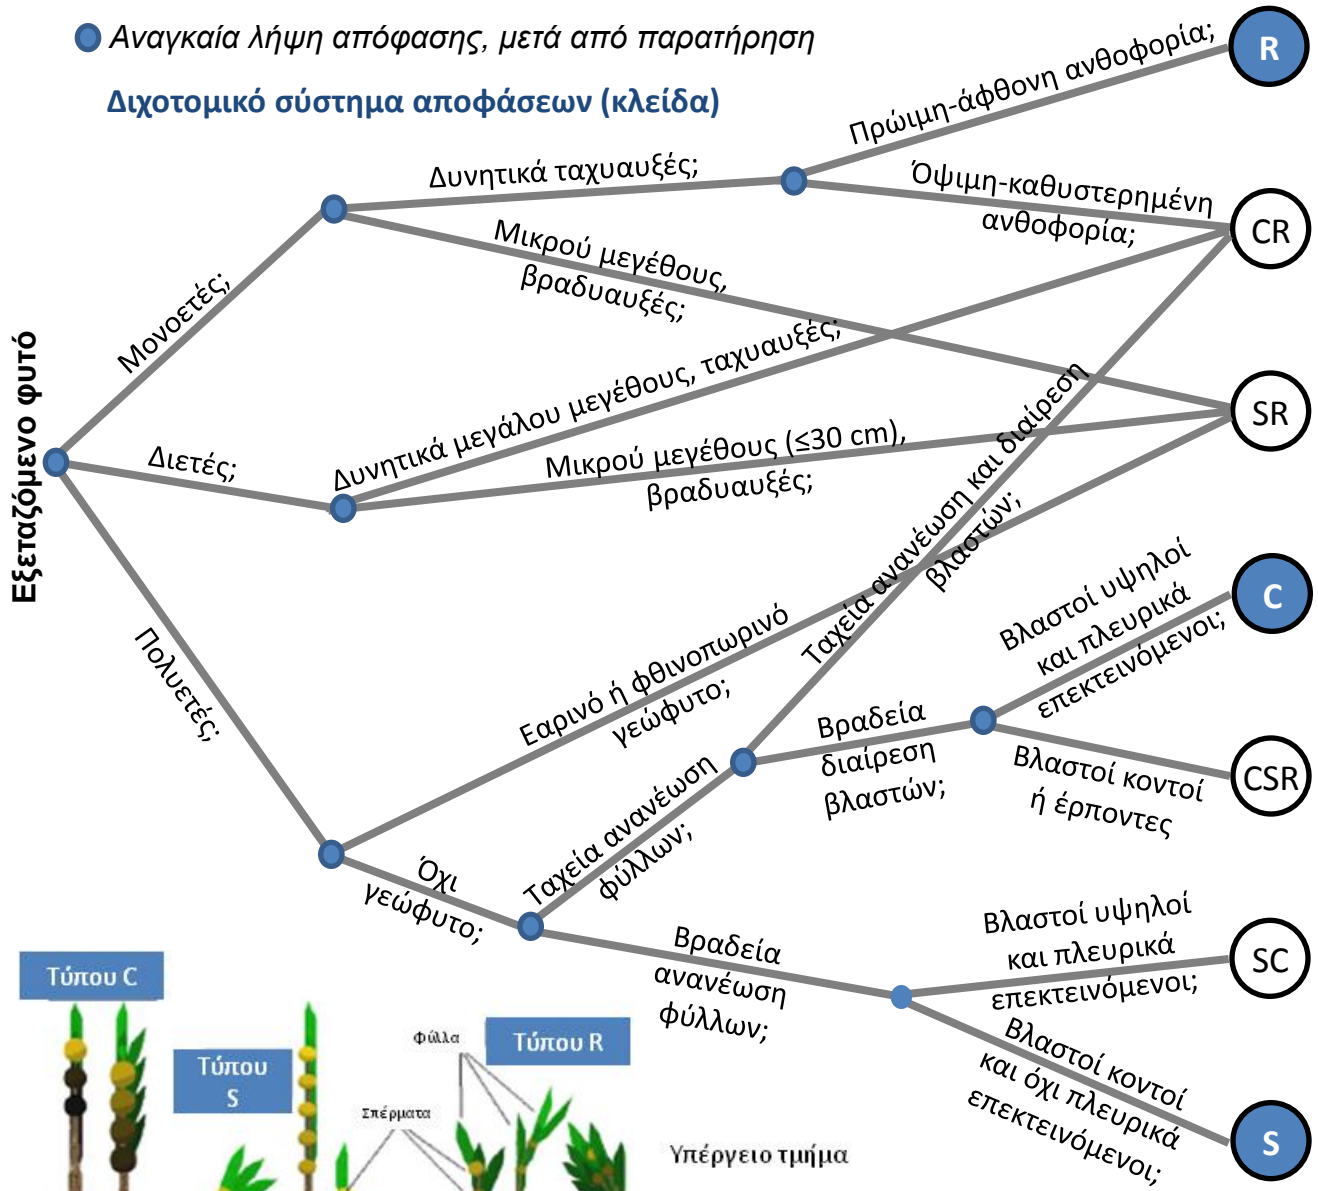 Αναγκαία λήψη απόφασης, μετά από παρατήρηση
Διχοτομικό σύστημα αποφάσεων (κλείδα)
Εξεταζόμενο φυτό
Μονοετές;
Διετές;
Πολυετές;
Δυνητικά ταχυαυξές;
Μικρού μεγέθους,
βραδυαυξές;
Πρώιμη-άφθονη ανθοφορία;
Όψιμη-καθυστερημένη
ανθοφορία;
Δυνητικά μεγάλου μεγέθους, ταχυαυξές;
Μικρού μεγέθους (≤30 cm),
βραδυαυξές;
Εαρινό ή φθινοπωρινό
γεώφυτο;
Όχι
γεώφυτο;
Ταχεία ανανέωση
φύλλων;
Βραδεία
ανανέωση
φύλλων;
Ταχεία ανανέωση και διαίρεση
βλαστών;
Βραδεία
διαίρεση
βλαστών;
Βλαστοί υψηλοί
και πλευρικά
επεκτεινόμενοι;
Βλαστοί κοντοί
ή έρποντες
Βλαστοί υψηλοί
και πλευρικά
επεκτεινόμενοι;
Βλαστοί κοντοί
και όχι πλευρικά
επεκτεινόμενοι;
R
CR
SR
C
CSR
SC
S
Τύπου C
Τύπου
S
Τύπου R
Φύλλα
Σπέρματα
Υπέργειο τμήμα